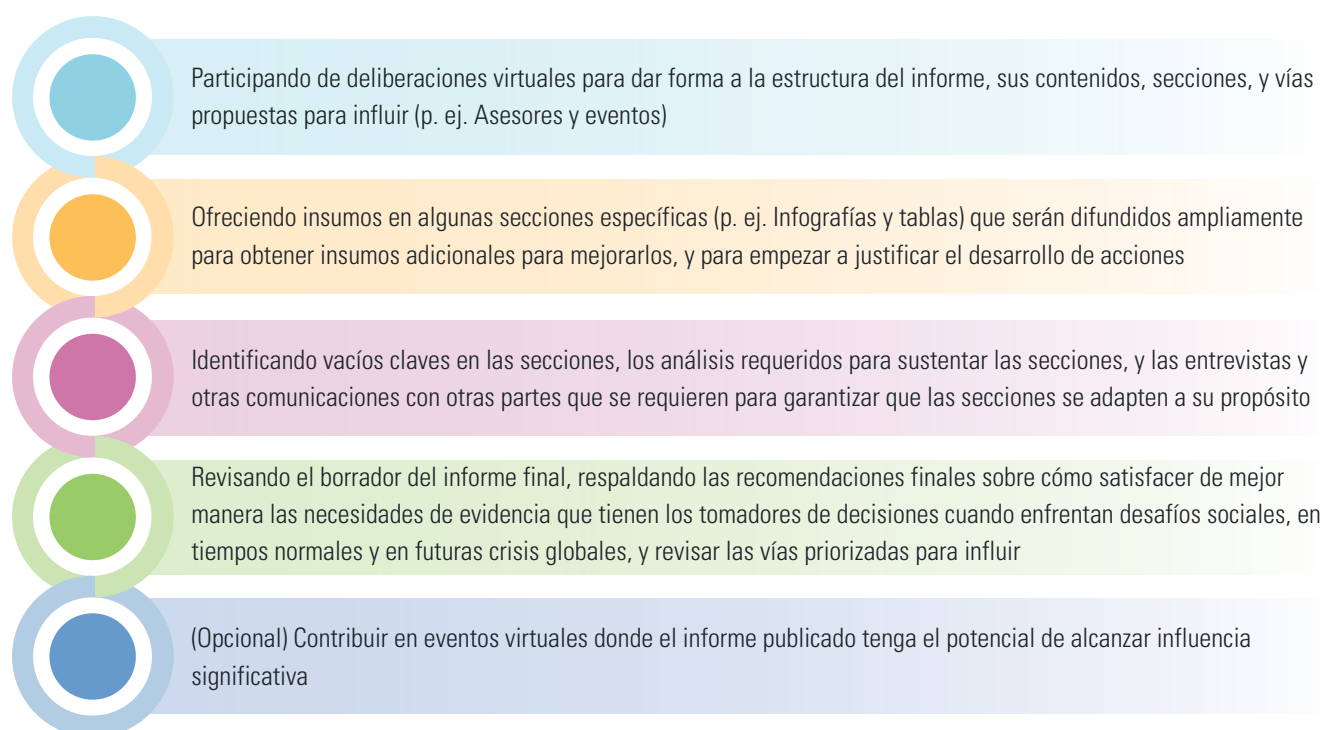 Participando de deliberaciones virtuales para dar forma a la estructura del informe, sus contenidos, secciones, y vías
propuestas para influir (p. ej. Asesores y eventos)
Ofreciendo insumos en algunas secciones específicas (p. ej. Infografías y tablas) que serán difundidos ampliamente
para obtener insumos adicionales para mejorarlos, y para empezar a justificar el desarrollo de acciones
Identificando vacíos claves en las secciones, los análisis requeridos para sustentar las secciones, y las entrevistas y
otras comunicaciones con otras partes que se requieren para garantizar que las secciones se adapten a su propósito
Revisando el borrador del informe final, respaldando las recomendaciones finales sobre cómo satisfacer de mejor
manera las necesidades de evidencia que tienen los tomadores de decisiones cuando enfrentan desafíos sociales, en
tiempos normales y en futuras crisis globales, y revisar las vías priorizadas para influir
(Opcional) Contribuir en eventos virtuales donde el informe publicado tenga el potencial de alcanzar influencia
significativa